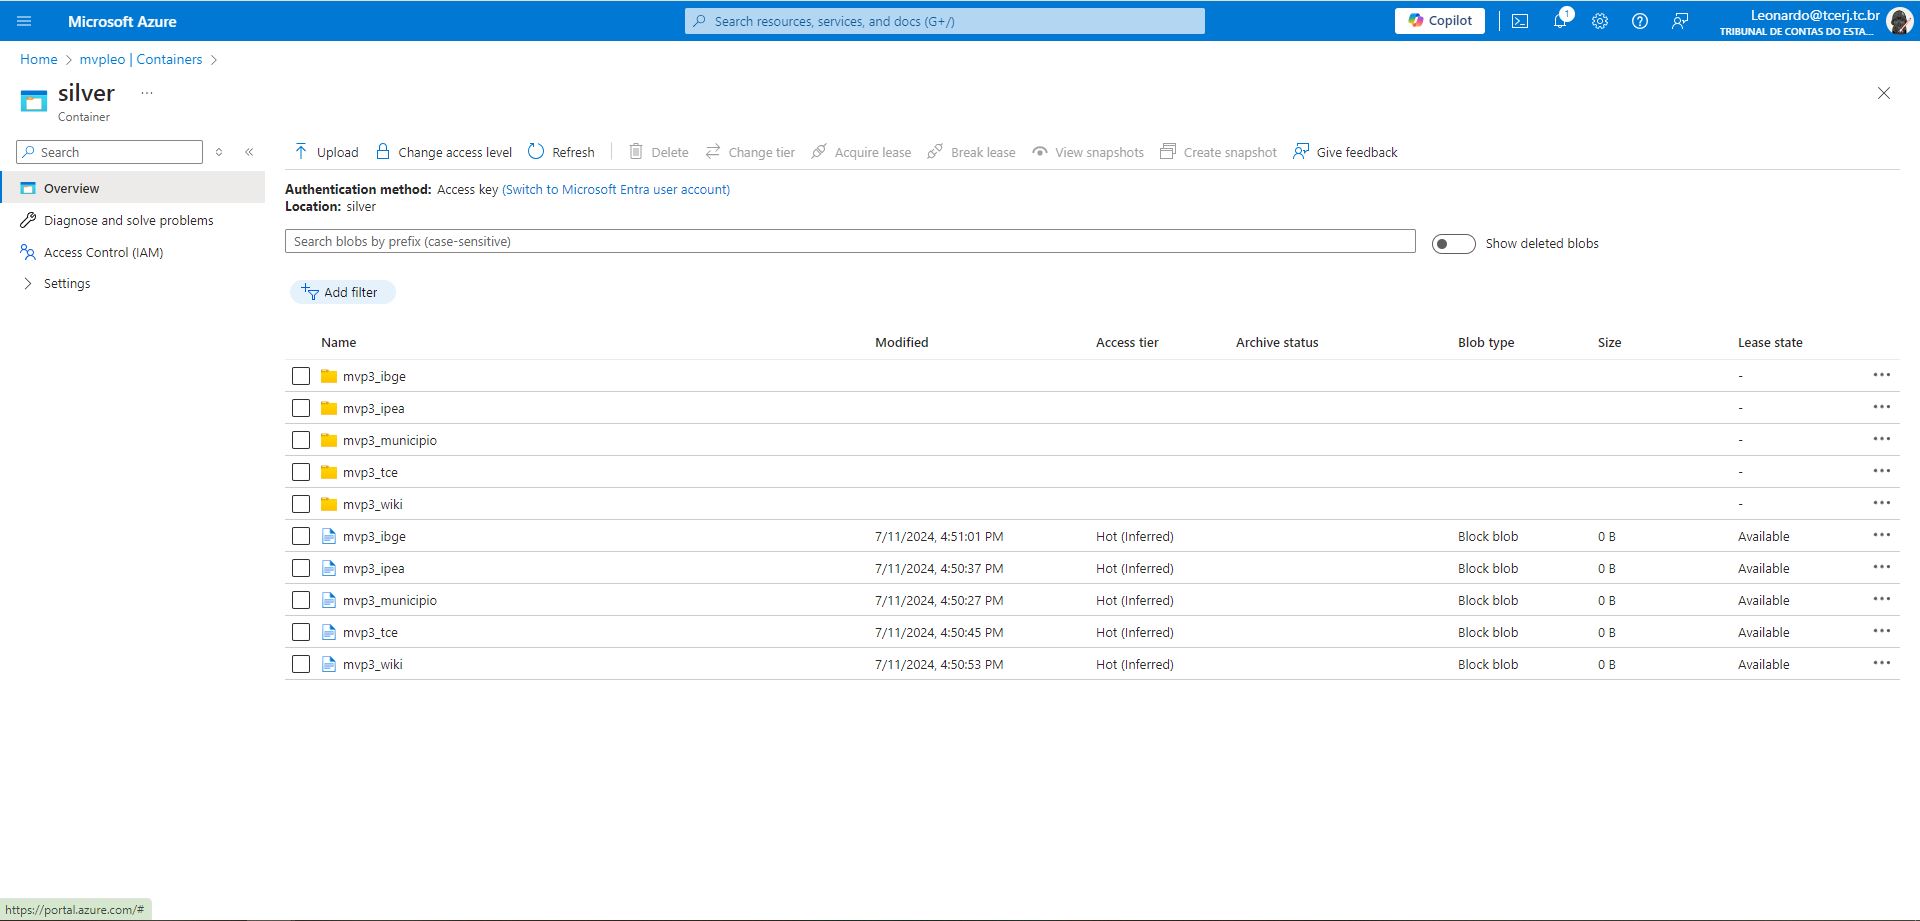 Microsoft Azure
Search resources, services, and docs (G+/)
Copilot
1
Leonardo@tcerj.tc.br
TRIBUNAL DE CONTAS DO ESTA...
Home > mvpleo | Containers >
silver ...
Container
Search
Overview
Diagnose and solve problems
Access Control (IAM)
Settings
Upload Change access level Refresh Delete Change tier Acquire lease Break lease View snapshots Create snapshot Give feedback
Authentication method: Access key (Switch to Microsoft Entra user account)
Location: silver
Search blobs by prefix (case-sensitive)
Show deleted blobs
Add filter
Name Modified Access tier Archive status Blob type Size Lease state
mvp3_ibge - ...
mvp3_ipea - ...
mvp3_municipio - ...
mvp3_tce - ...
mvp3_wiki - ...
mvp3_ibge 7/11/2024, 4:51:01 PM Hot (Inferred) Block blob 0 B Available ...
mvp3_ipea 7/11/2024, 4:50:37 PM Hot (Inferred) Block blob 0 B Available ...
mvp3_municipio 7/11/2024, 4:50:27 PM Hot (Inferred) Block blob 0 B Available ...
mvp3_tce 7/11/2024, 4:50:45 PM Hot (Inferred) Block blob 0 B Available ...
mvp3_wiki 7/11/2024, 4:50:53 PM Hot (Inferred) Block blob 0 B Available ...
https://portal.azure.com/#